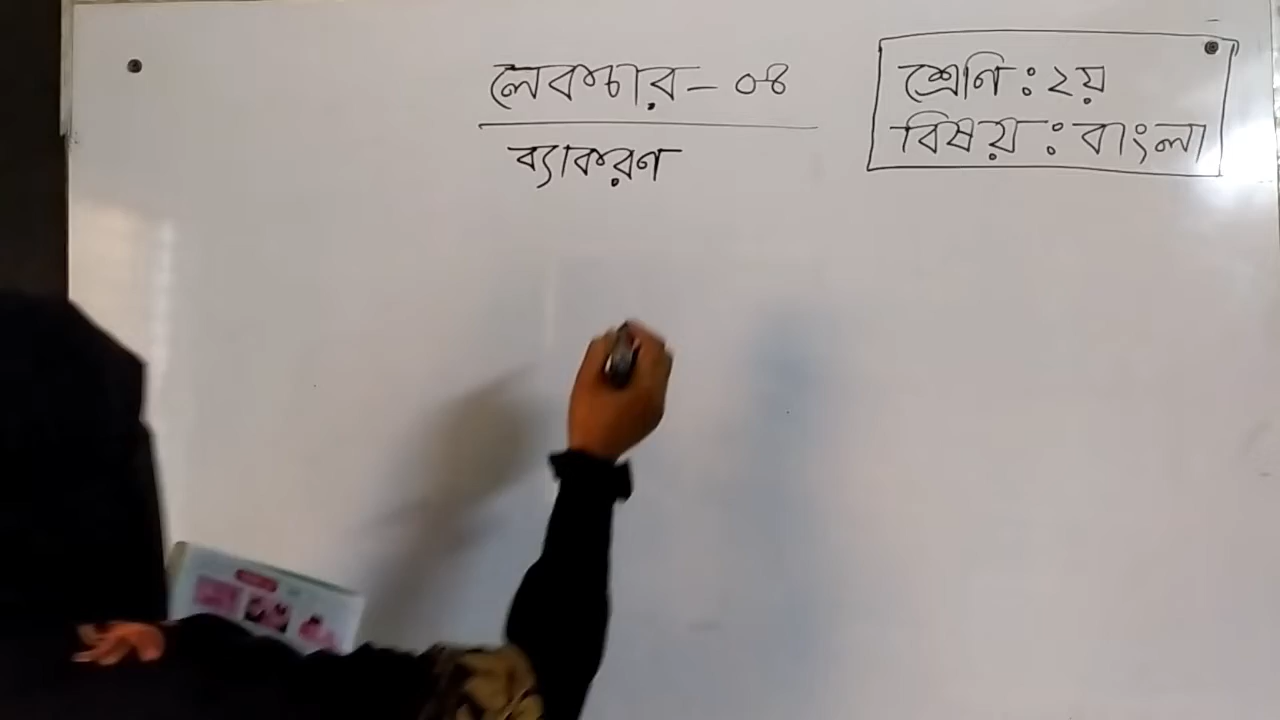 লেকচার - ০৪
ব্যাকরণ
শ্রেণি : ২য়
বিষয় : বাংলা